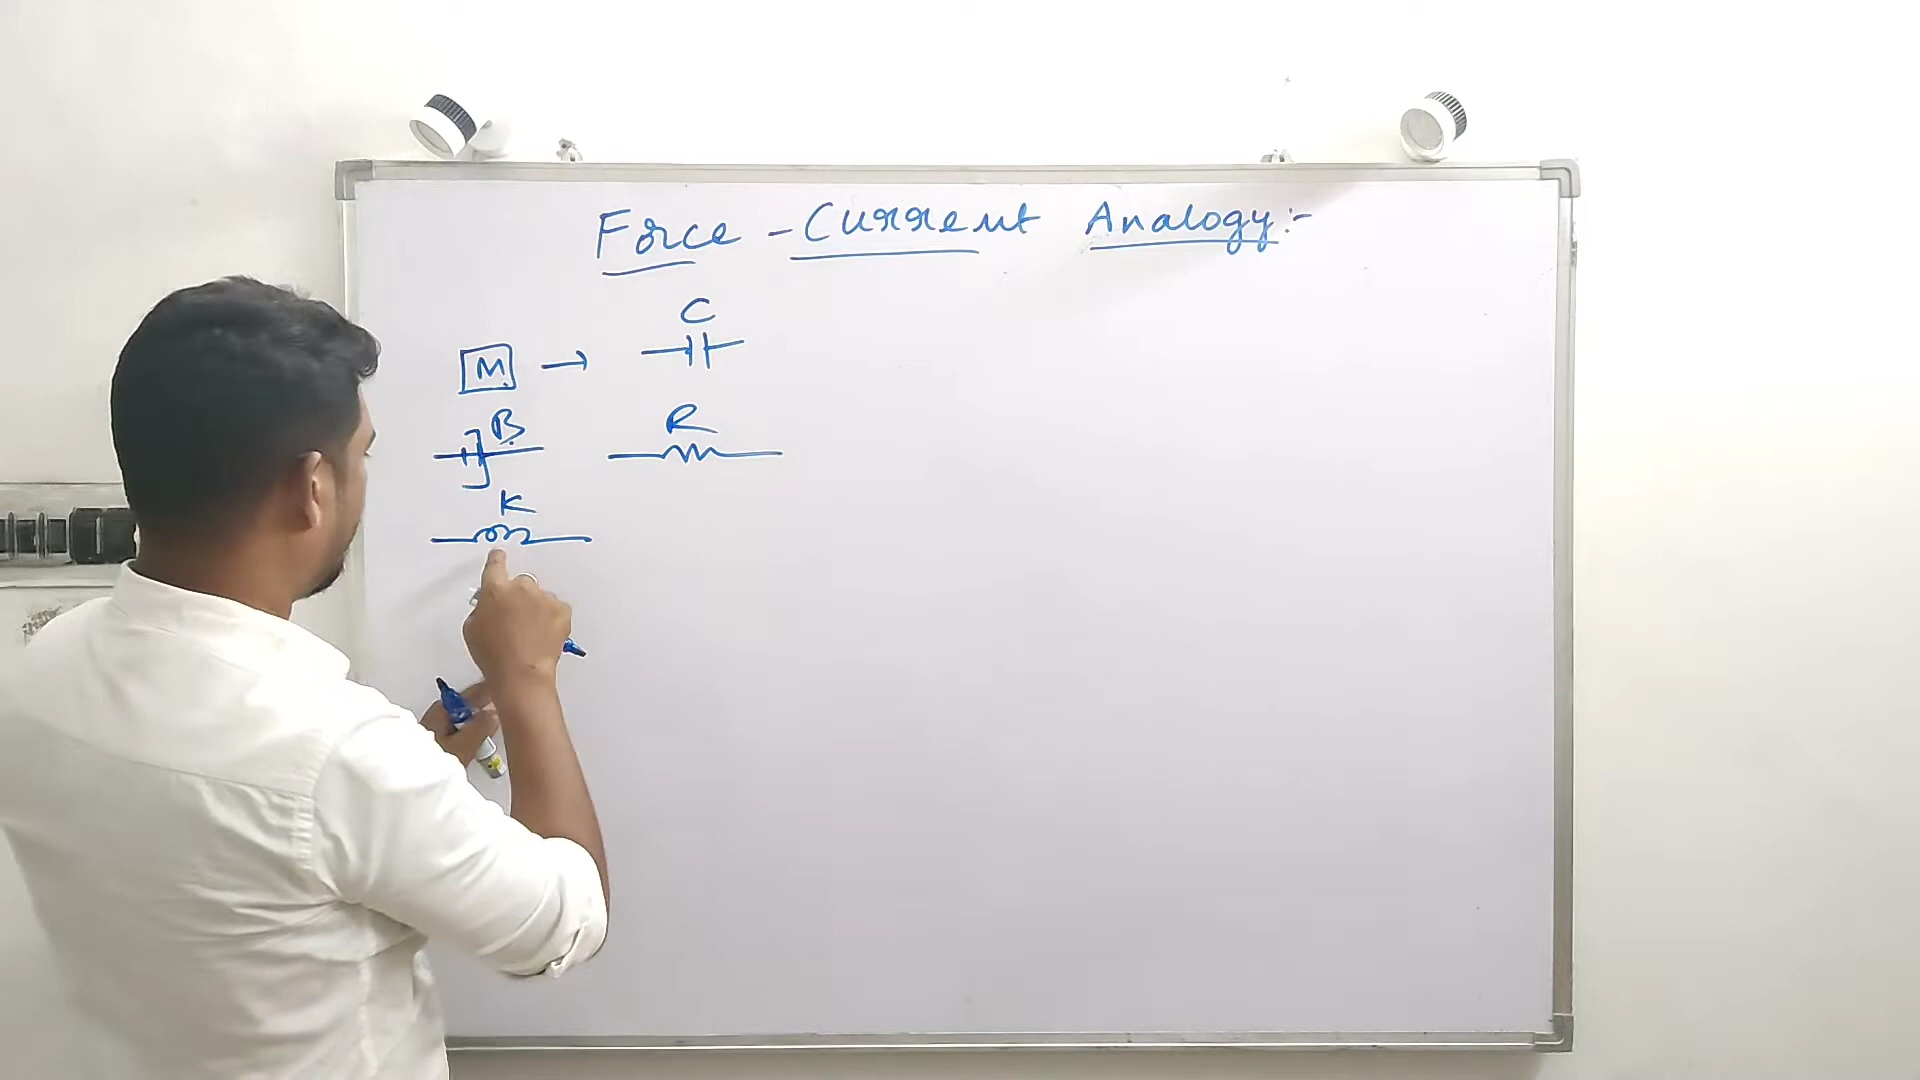 Force - Current Analogy :-
C
M →
B R
K